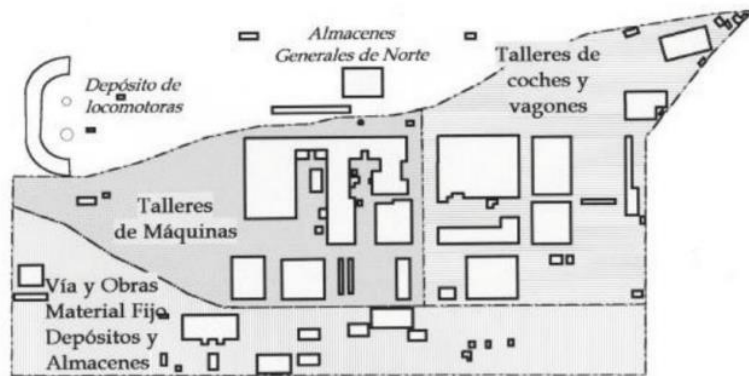 Almacenes
Generales de Norte
Talleres de
coches y
vagones
Depósito de
locomotoras
Talleres
de Máquinas
Vía y Obras
Material Fijo
Depósitos y
Almacenes